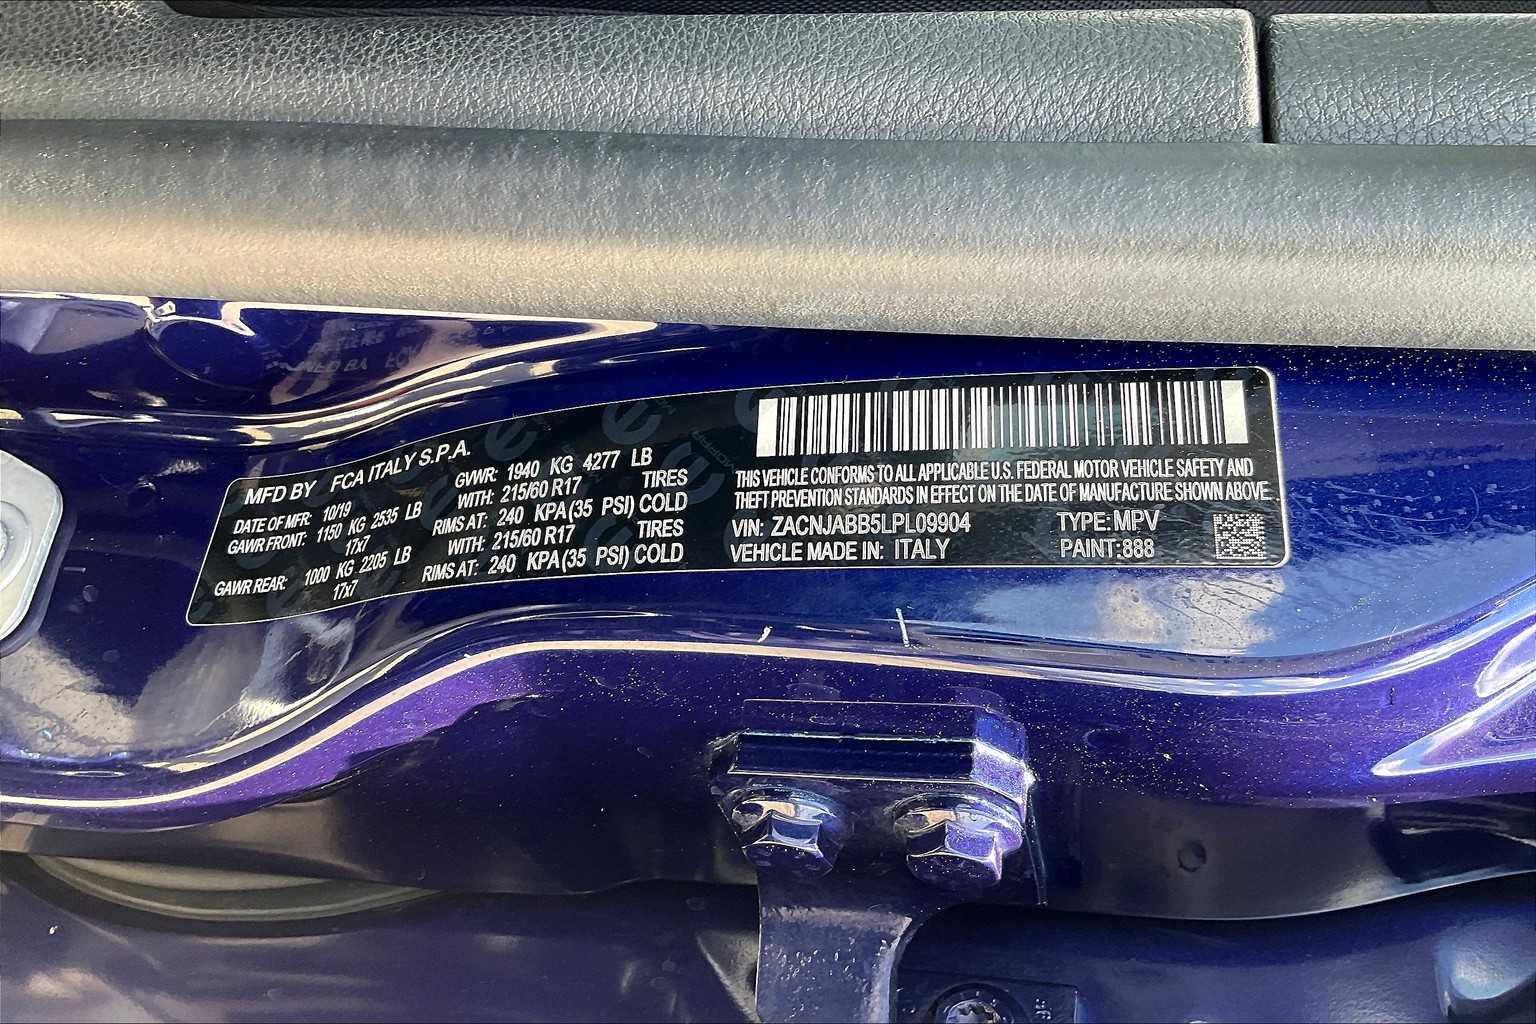 MFD BY FCA ITALY S.P.A.
DATE OF MFR: 10/19 GVWR: 1940 KG 4277 LB
GAWR FRONT: 1150 KG 2535 LB WITH: 215/60 R17 TIRES
17x7 RIMS AT: 240 KPA(35 PSI) COLD
GAWR REAR: 1000 KG 2205 LB WITH: 215/60 R17 TIRES
17x7 RIMS AT: 240 KPA(35 PSI) COLD
THIS VEHICLE CONFORMS TO ALL APPLICABLE U.S. FEDERAL MOTOR VEHICLE SAFETY AND
THEFT PREVENTION STANDARDS IN EFFECT ON THE DATE OF MANUFACTURE SHOWN ABOVE.
VIN: ZACNJABB5LPL09904 TYPE:MPV
VEHICLE MADE IN: ITALY PAINT:888